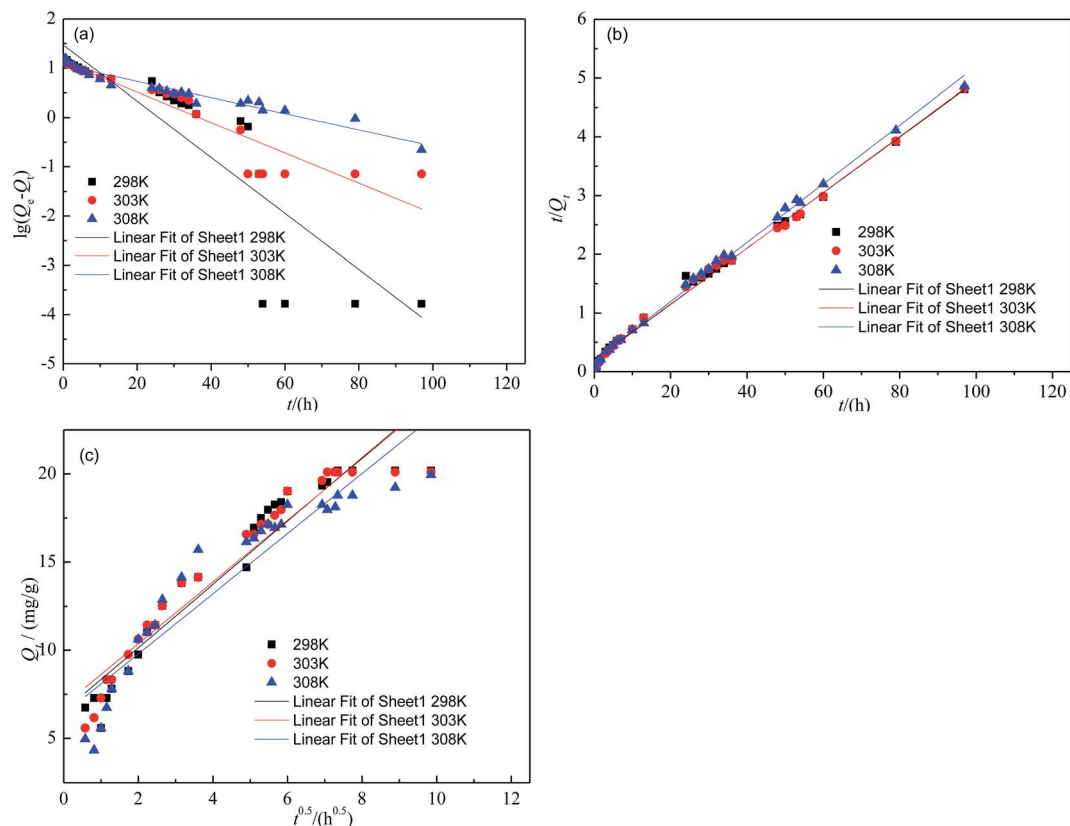 (a)
2
1
0
-1
-2
-3
-4
-5
lg(Qe-Qt)
298K
303K
308K
Linear Fit of Sheet1 298K
Linear Fit of Sheet1 303K
Linear Fit of Sheet1 308K
0 20 40 60 80 100 120
t/(h)
(b)
6
5
4
3
2
1
0
t/Qt
298K
303K
308K
Linear Fit of Sheet1 298K
Linear Fit of Sheet1 303K
Linear Fit of Sheet1 308K
0 20 40 60 80 100 120
t/(h)
(c)
20
15
10
5
Qt / (mg/g)
298K
303K
308K
Linear Fit of Sheet1 298K
Linear Fit of Sheet1 303K
Linear Fit of Sheet1 308K
0 2 4 6 8 10 12
t^0.5/(h^0.5)